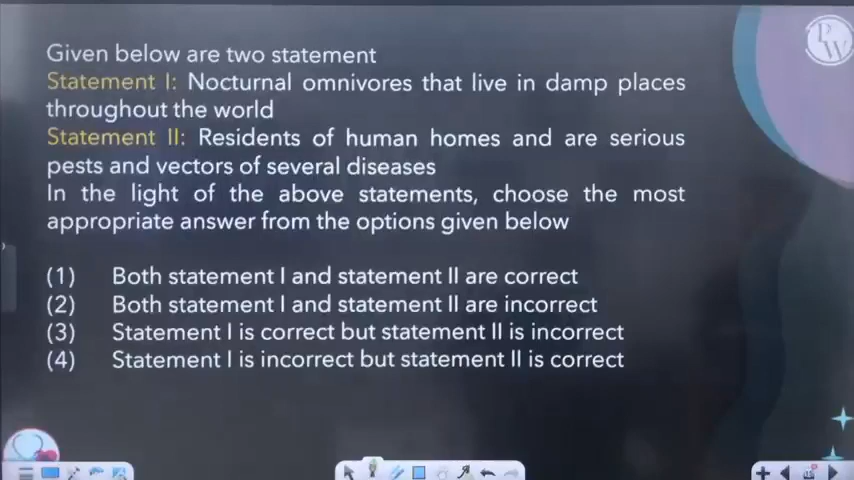 PW
Given below are two statement
Statement I: Nocturnal omnivores that live in damp places
throughout the world
Statement II: Residents of human homes and are serious
pests and vectors of several diseases
In the light of the above statements, choose the most
appropriate answer from the options given below
(1) Both statement I and statement II are correct
(2) Both statement I and statement II are incorrect
(3) Statement I is correct but statement II is incorrect
(4) Statement I is incorrect but statement II is correct